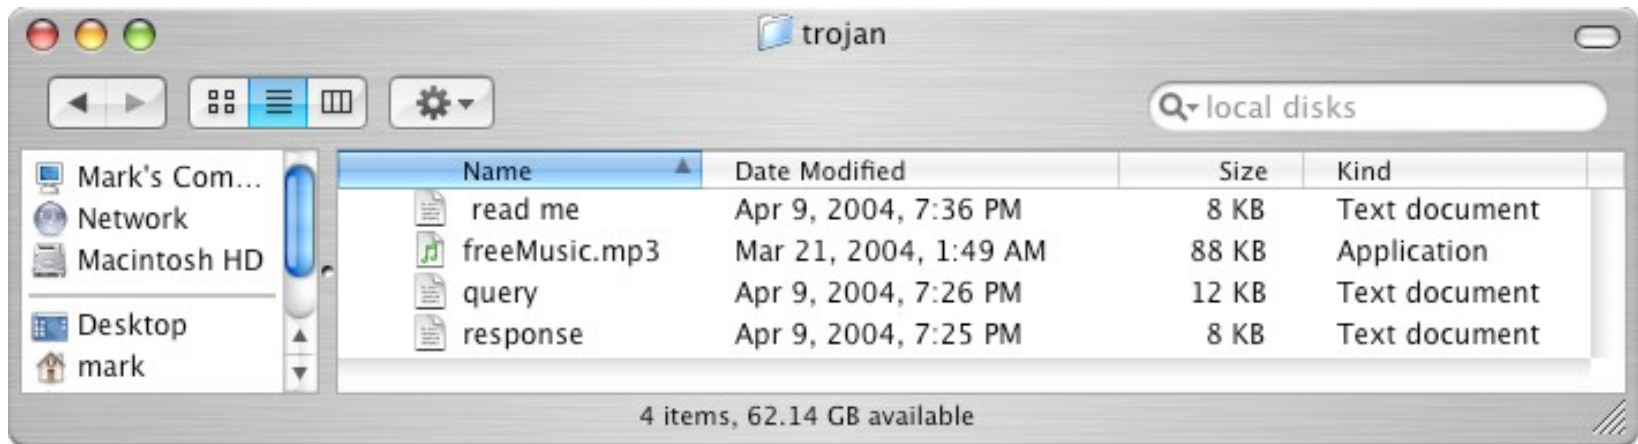 trojan
local disks
Mark's Com...
Network
Macintosh HD
Desktop
mark
Name Date Modified Size Kind
read me Apr 9, 2004, 7:36 PM 8 KB Text document
freeMusic.mp3 Mar 21, 2004, 1:49 AM 88 KB Application
query Apr 9, 2004, 7:26 PM 12 KB Text document
response Apr 9, 2004, 7:25 PM 8 KB Text document
4 items, 62.14 GB available